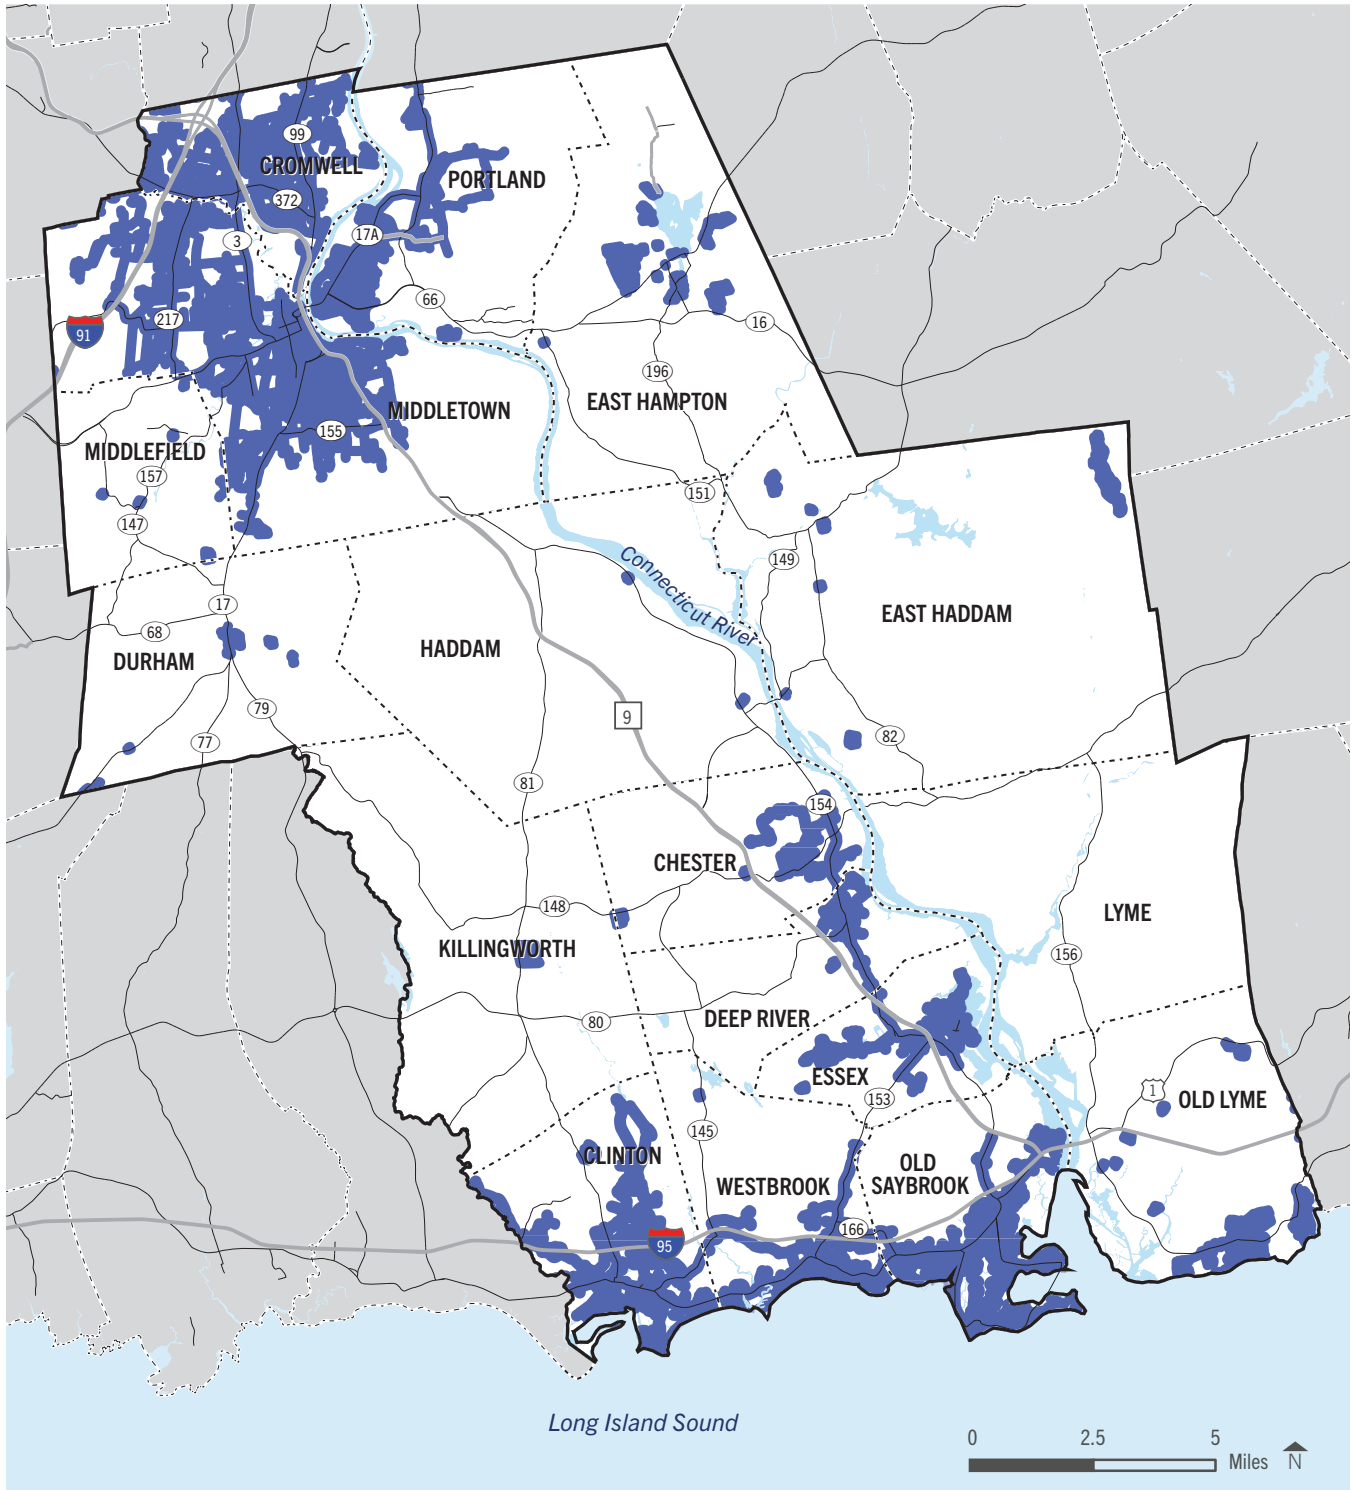 99
CROMWELL
PORTLAND
372
17A
3
66
217
91
16
196
EAST HAMPTON
MIDDLETOWN
155
MIDDLEFIELD
157
151
147
Connecticut River
149
17
EAST HADDAM
68
HADDAM
DURHAM
79
9
82
77
81
154
CHESTER
148
LYME
KILLINGWORTH
156
80
DEEP RIVER
ESSEX
1
153
OLD LYME
145
CLINTON
OLD
SAYBROOK
WESTBROOK
166
95
Long Island Sound
0 2.5 5
Miles N